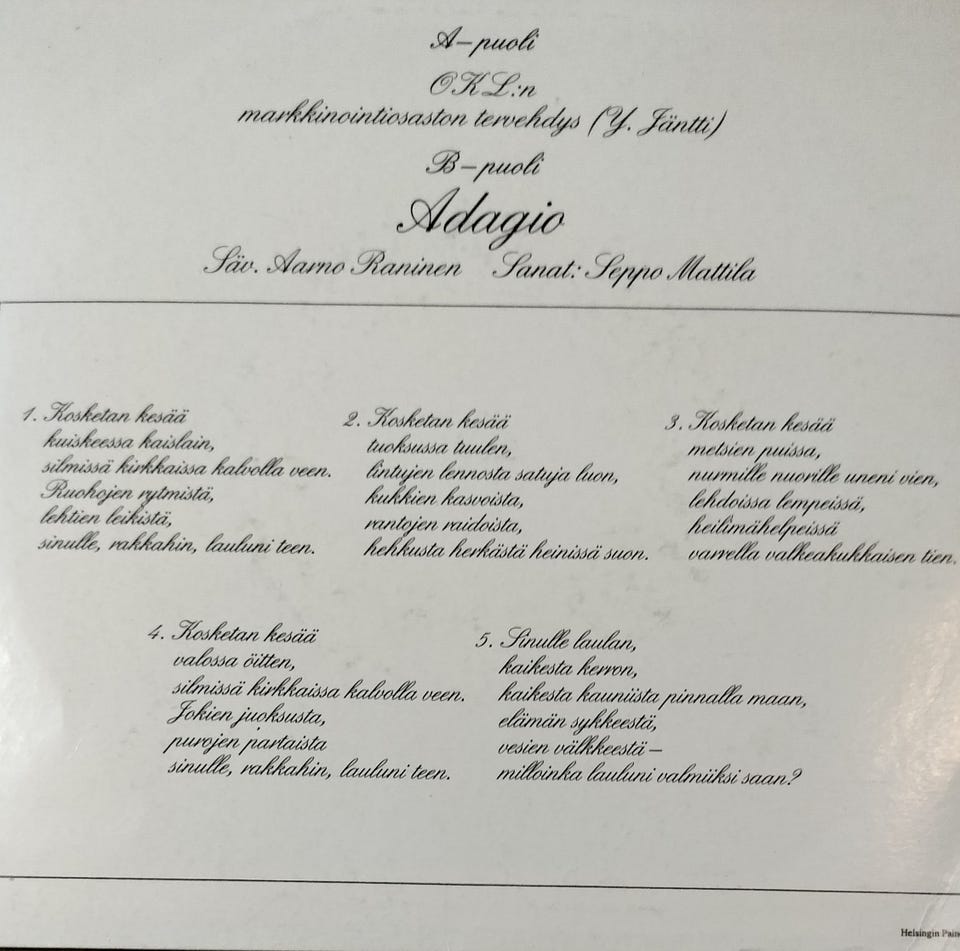 A–puoli
OKL:n
markkinointiosaston tervehdys (Y. Jäntti)
B–puoli
Adagio
Säv. Aarno Raninen Sanat: Seppo Mattila
1. Kosketan kesää
kuiskeessa kaislain,
silmissä kirkkaissa kalvolla veen.
Ruohojen rytmistä,
lehtien leikistä,
sinulle, rakkahin, lauluni teen.
2. Kosketan kesää
tuoksussa tuulen,
lintujen lennosta satuja luon,
kukkien kasvoista,
rantojen raidoista,
hehkusta herkästä heinissä suon.
3. Kosketan kesää
metsien puissa,
nurmille nuorille uneni vien,
lehdoissa lempeissä,
heilimähelpeissä
varrella valkeakukkaisen tien.
4. Kosketan kesää
valossa öitten,
silmissä kirkkaissa kalvolla veen.
Jokien juoksusta,
purojen partaista
sinulle, rakkahin, lauluni teen.
5. Sinulle laulan,
kaikesta kerron,
kaikesta kauniista pinnalla maan,
elämän sykkeestä,
vesien välkkeestä –
milloinka lauluni valmiiksi saan?
Helsingin